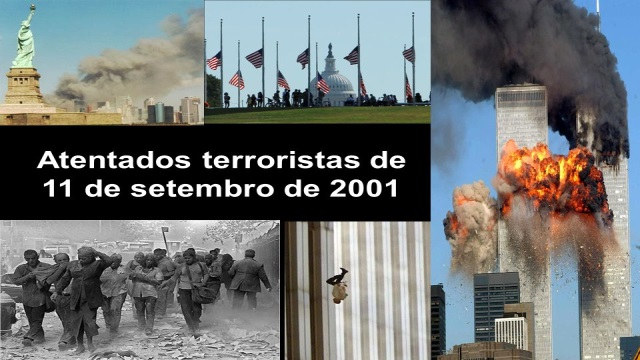 Atentados terroristas de
11 de setembro de 2001